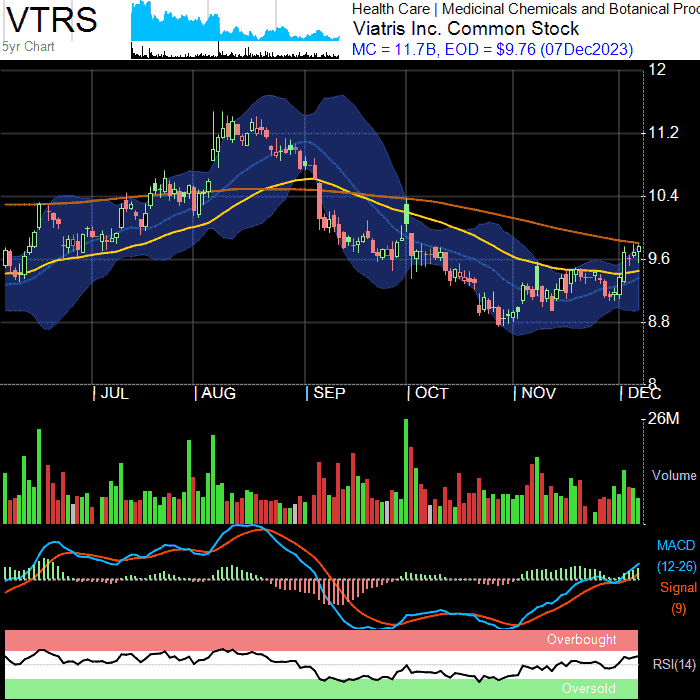 VTRS
5yr Chart
Health Care | Medicinal Chemicals and Botanical Pro
Viatris Inc. Common Stock
MC = 11.7B, EOD = $9.76 (07Dec2023)
12
11.2
10.4
9.6
8.8
8
| JUL | AUG | SEP | OCT | NOV | DEC
26M
Volume
MACD
(12-26)
Signal
(9)
Overbought
RSI(14)
Oversold